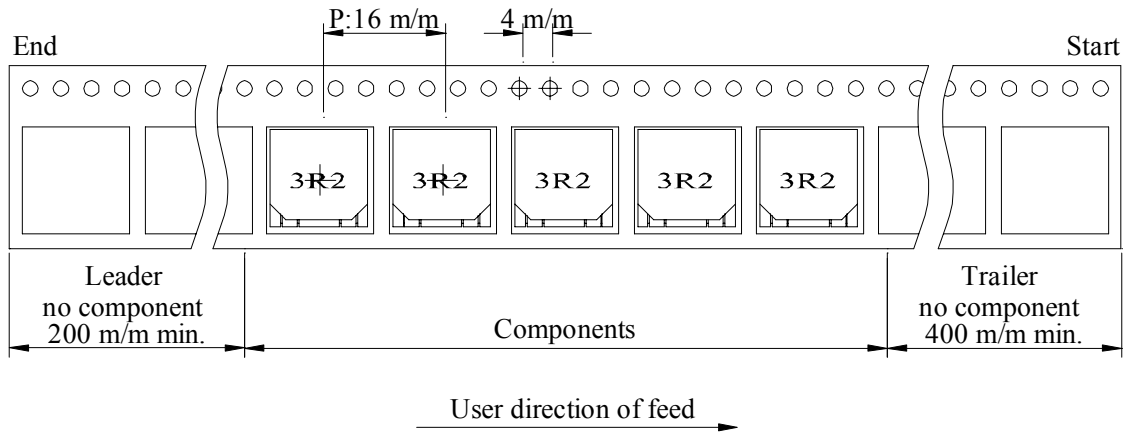 P:16 m/m
4 m/m
End
Start
3R2
3R2
3R2
3R2
3R2
Leader
no component
200 m/m min.
Components
Trailer
no component
400 m/m min.
User direction of feed